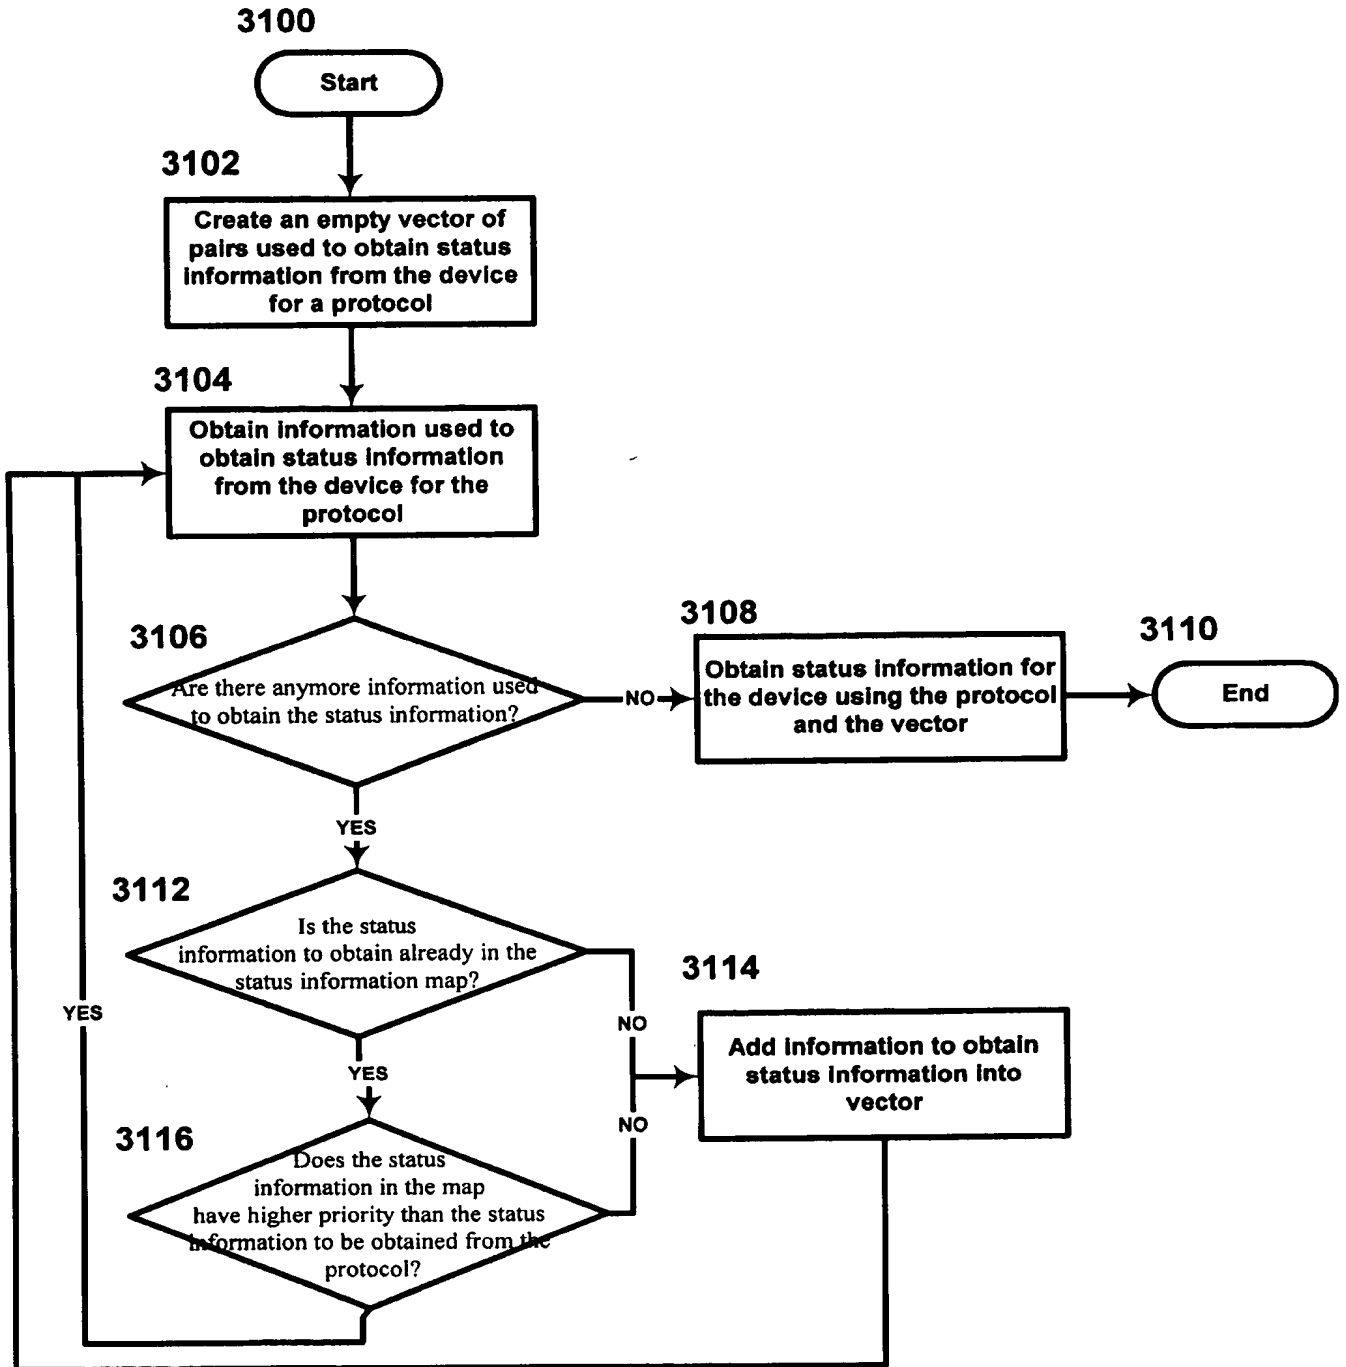 3100
Start
3102
Create an empty vector of
pairs used to obtain status
information from the device
for a protocol
3104
Obtain information used to
obtain status information
from the device for the
protocol
3106
Are there anymore information used
to obtain the status information?
NO
3108
Obtain status information for
the device using the protocol
and the vector
3110
End
YES
3112
Is the status
information to obtain already in the
status information map?
NO
3114
Add information to obtain
status information into
vector
YES
YES
3116
Does the status
information in the map
have higher priority than the status
information to be obtained from the
protocol?
NO